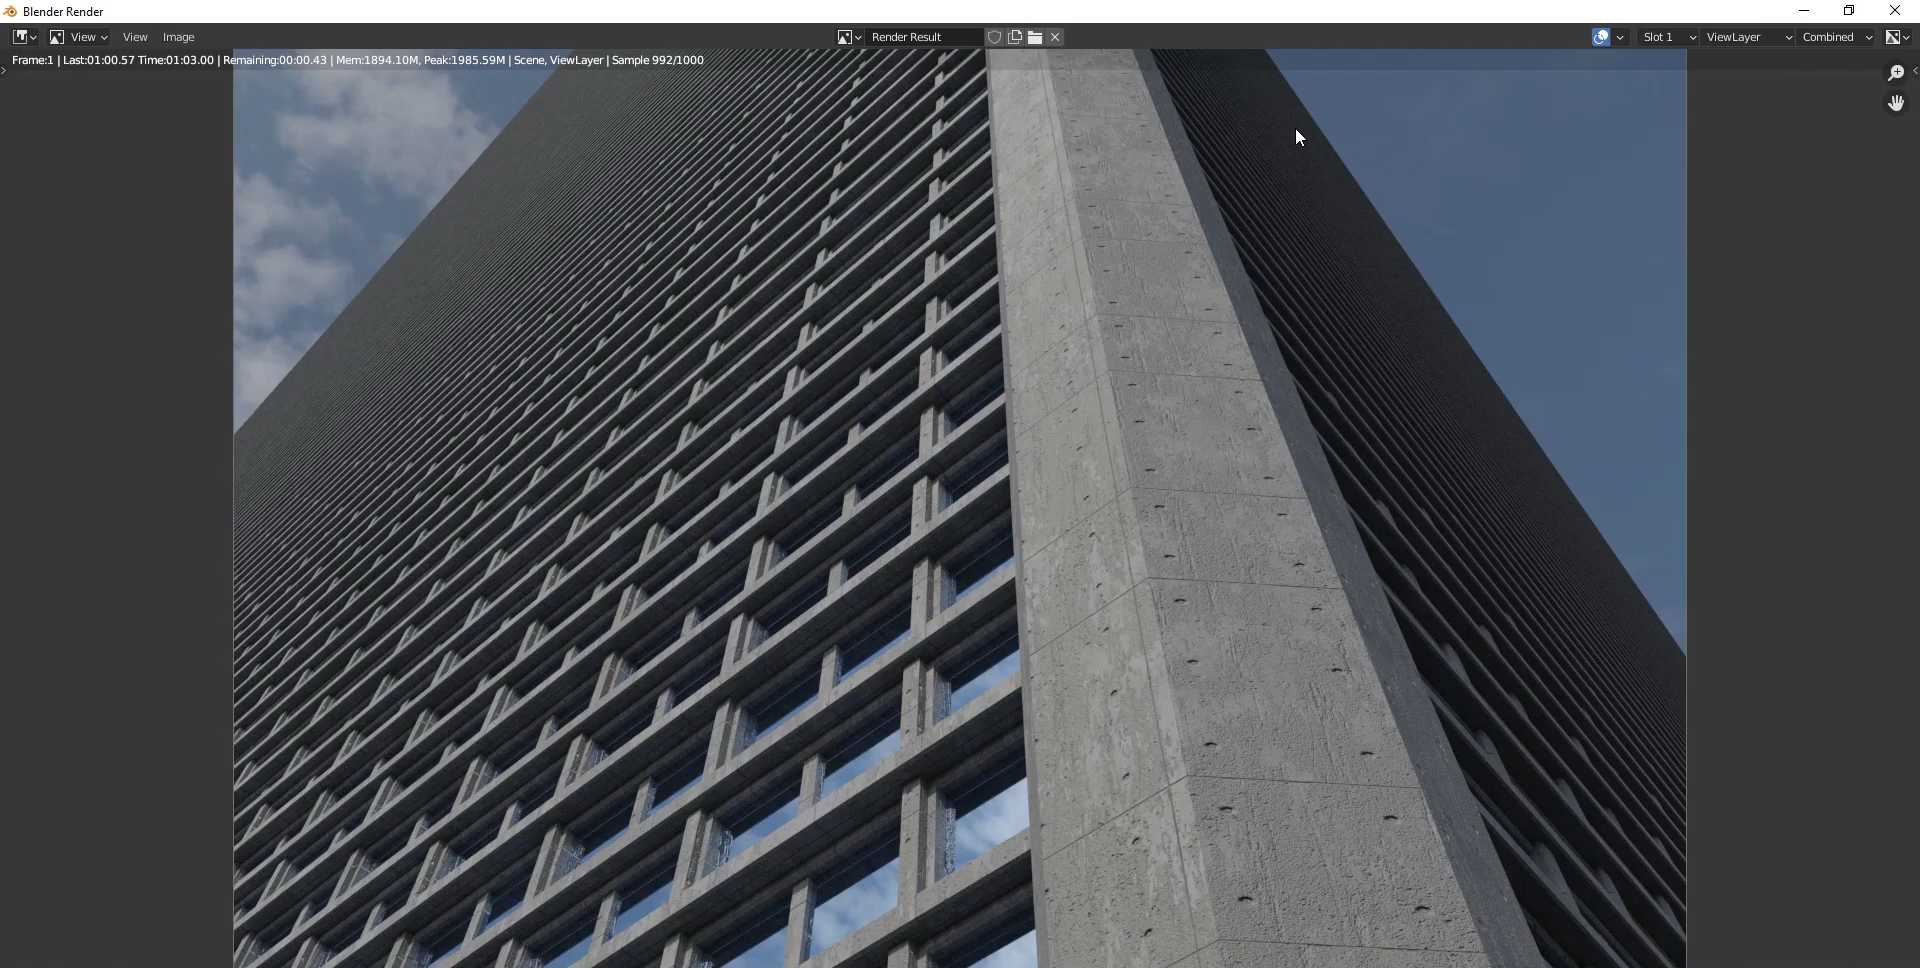 Blender Render
View View Image Render Result Slot 1 ViewLayer Combined
Frame:1 | Last:01:00.57 Time:01:03.00 | Remaining:00:00.43 | Mem:1894.10M, Peak:1985.59M | Scene, ViewLayer | Sample 992/1000